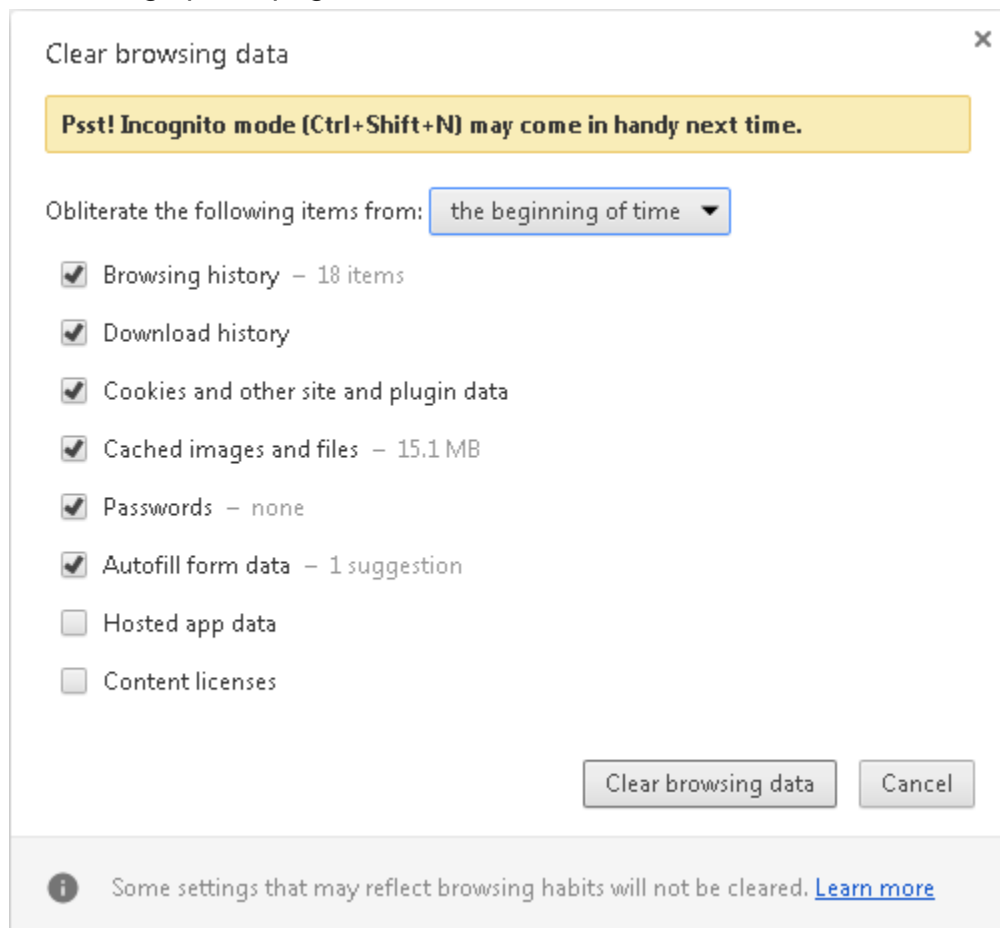 Clear browsing data
Psst! Incognito mode (Ctrl+Shift+N) may come in handy next time.
Obliterate the following items from: the beginning of time
Browsing history – 18 items
Download history
Cookies and other site and plugin data
Cached images and files – 15.1 MB
Passwords – none
Autofill form data – 1 suggestion
Hosted app data
Content licenses
Clear browsing data Cancel
Some settings that may reflect browsing habits will not be cleared. Learn more